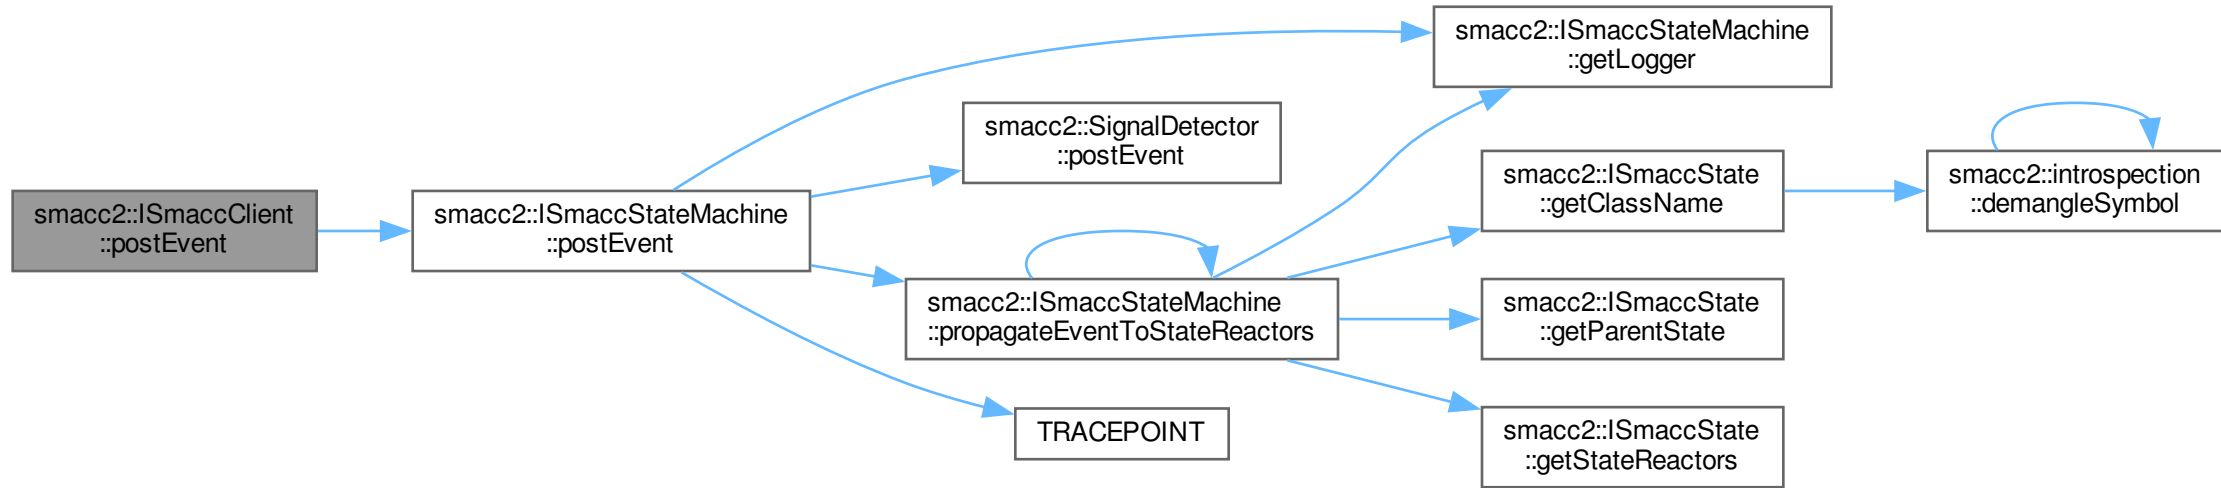 smacc2::ISmaccClient
::postEvent
smacc2::ISmaccStateMachine
::postEvent
smacc2::ISmaccStateMachine
::getLogger
smacc2::SignalDetector
::postEvent
smacc2::ISmaccStateMachine
::propagateEventToStateReactors
TRACEPOINT
smacc2::ISmaccState
::getClassName
smacc2::ISmaccState
::getParentState
smacc2::ISmaccState
::getStateReactors
smacc2::introspection
::demangleSymbol